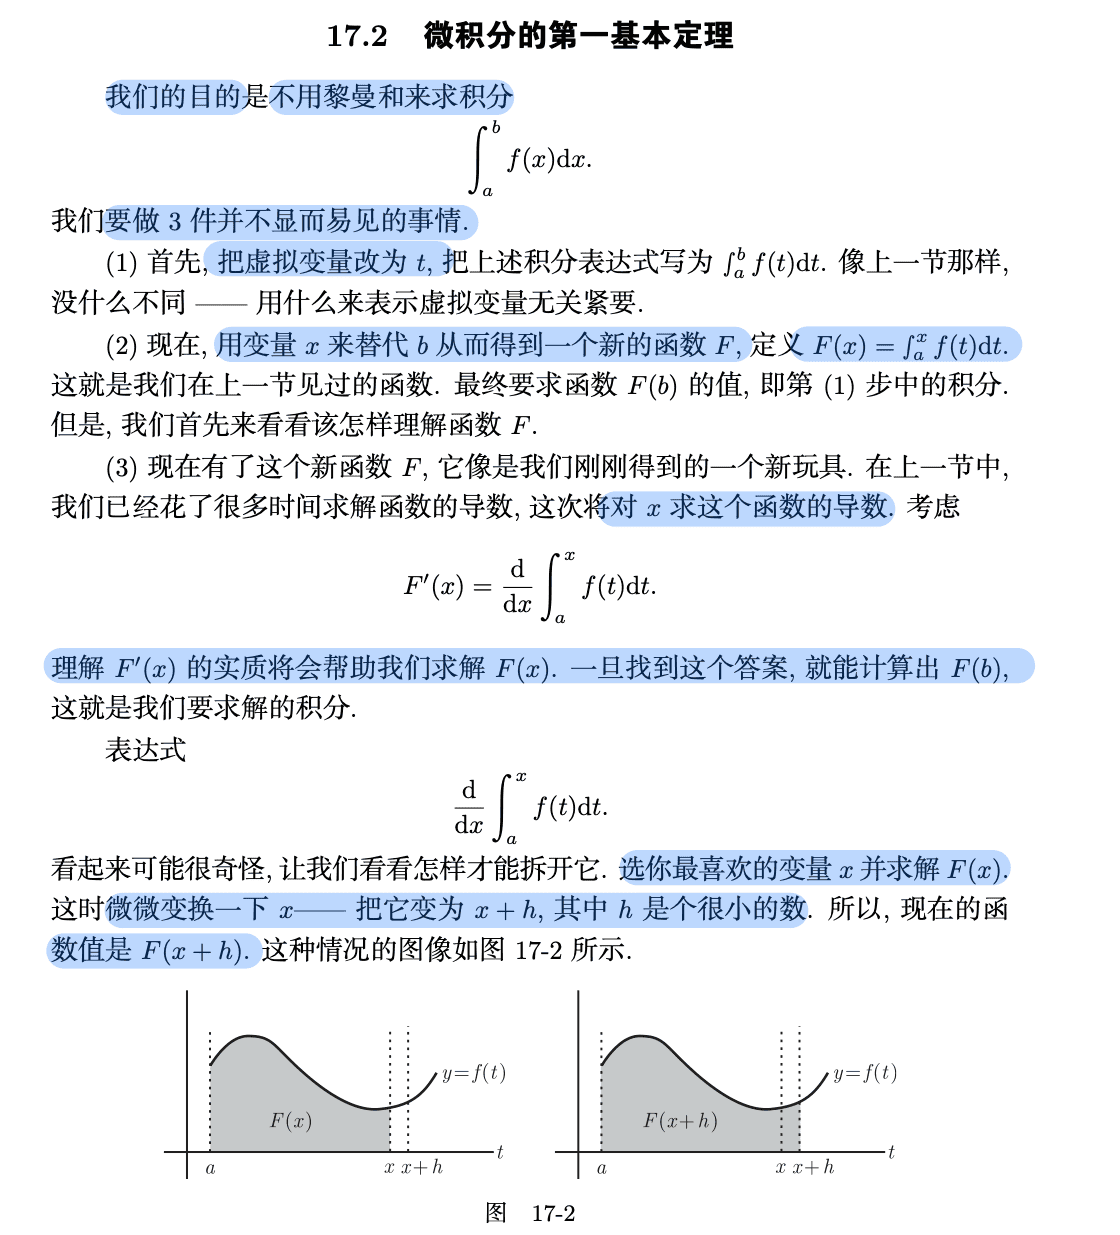 17.2 微积分的第一基本定理
我们的目的是不用黎曼和来求积分
∫_a^b f(x)dx.
我们要做 3 件并不显而易见的事情.
(1) 首先, 把虚拟变量改为 t, 把上述积分表达式写为 ∫_a^b f(t)dt. 像上一节那样,
没什么不同 —— 用什么来表示虚拟变量无关紧要.
(2) 现在, 用变量 x 来替代 b 从而得到一个新的函数 F, 定义 F(x) = ∫_a^x f(t)dt.
这就是我们在上一节见过的函数. 最终要求函数 F(b) 的值, 即第 (1) 步中的积分.
但是, 我们首先来看看该怎样理解函数 F.
(3) 现在有了这个新函数 F, 它像是我们刚刚得到的一个新玩具. 在上一节中,
我们已经花了很多时间求解函数的导数, 这次将对 x 求这个函数的导数. 考虑
F′(x) = d/dx ∫_a^x f(t)dt.
理解 F′(x) 的实质将会帮助我们求解 F(x). 一旦找到这个答案, 就能计算出 F(b),
这就是我们要求解的积分.
表达式
d/dx ∫_a^x f(t)dt.
看起来可能很奇怪, 让我们看看怎样才能拆开它. 选你最喜欢的变量 x 并求解 F(x).
这时微微变换一下 x—— 把它变为 x + h, 其中 h 是个很小的数. 所以, 现在的函
数值是 F(x + h). 这种情况的图像如图 17-2 所示.
y=f(t)
F(x)
t
a x x+h
y=f(t)
F(x+h)
t
a x x+h
图 17-2